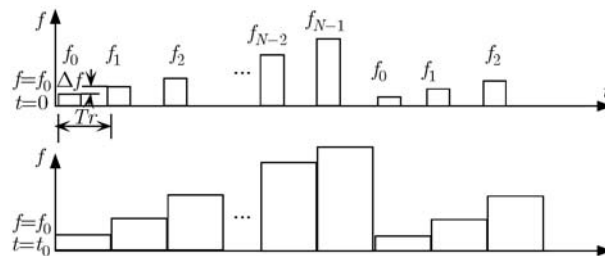 f
f_{N-1}
f_{N-2}
f_0 f_1 f_2 ... f_0 f_1 f_2
f=f_0 Δf
t=0
t
Tr
f
...
f=f_0
t=t_0